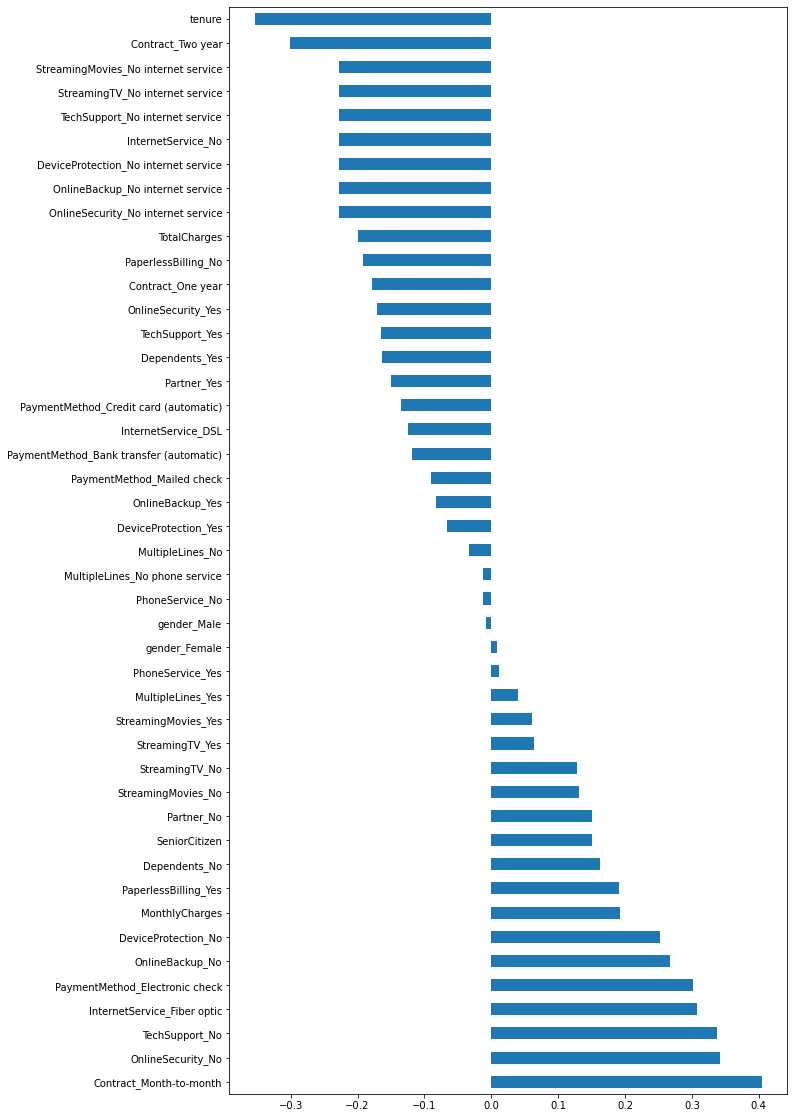 tenure
Contract_Two year
StreamingMovies_No internet service
StreamingTV_No internet service
TechSupport_No internet service
InternetService_No
DeviceProtection_No internet service
OnlineBackup_No internet service
OnlineSecurity_No internet service
TotalCharges
PaperlessBilling_No
Contract_One year
OnlineSecurity_Yes
TechSupport_Yes
Dependents_Yes
Partner_Yes
PaymentMethod_Credit card (automatic)
InternetService_DSL
PaymentMethod_Bank transfer (automatic)
PaymentMethod_Mailed check
OnlineBackup_Yes
DeviceProtection_Yes
MultipleLines_No
MultipleLines_No phone service
PhoneService_No
gender_Male
gender_Female
PhoneService_Yes
MultipleLines_Yes
StreamingMovies_Yes
StreamingTV_Yes
StreamingTV_No
StreamingMovies_No
Partner_No
SeniorCitizen
Dependents_No
PaperlessBilling_Yes
MonthlyCharges
DeviceProtection_No
OnlineBackup_No
PaymentMethod_Electronic check
InternetService_Fiber optic
TechSupport_No
OnlineSecurity_No
Contract_Month-to-month
−0.3 −0.2 −0.1 0.0 0.1 0.2 0.3 0.4